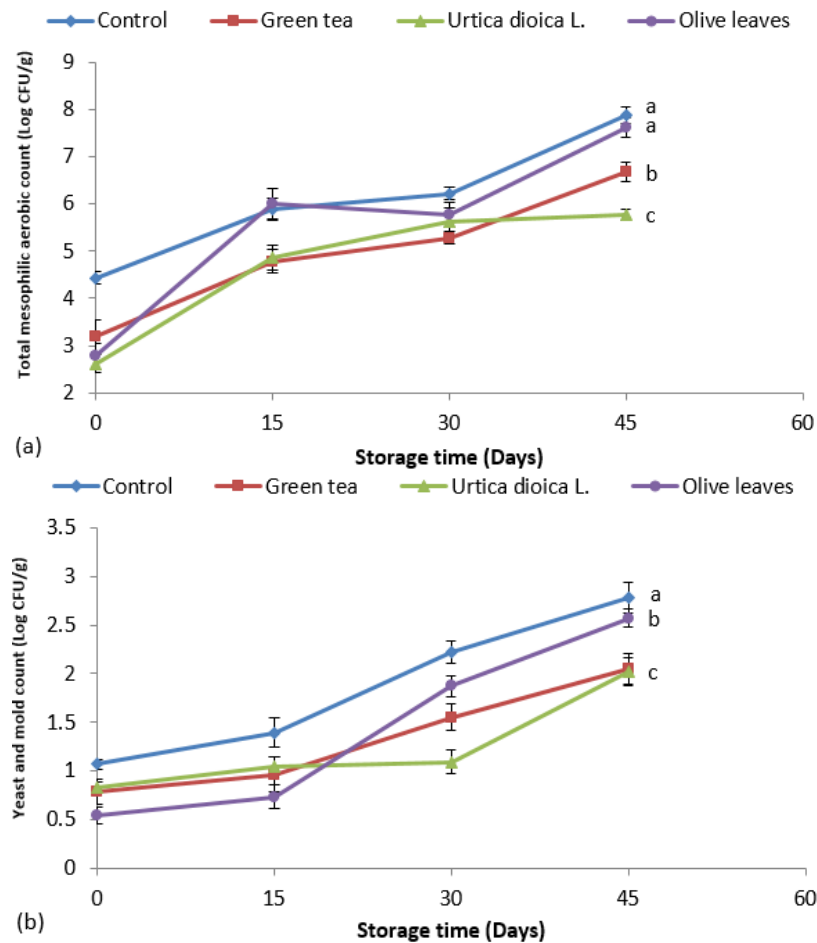 Control Green tea Urtica dioica L. Olive leaves
Total mesophilic aerobic count (Log CFU/g)
9
8
7
6
5
4
3
2
a
a
b
c
0 15 30 45 60
(a)
Storage time (Days)
Control Green tea Urtica dioica L. Olive leaves
Yeast and mold count (Log CFU/g)
3.5
3
2.5
2
1.5
1
0.5
0
a
b
c
0 15 30 45 60
(b)
Storage time (Days)